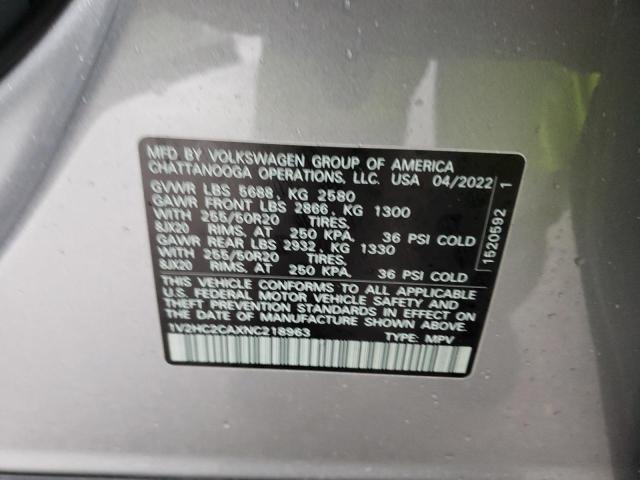 MFD BY VOLKSWAGEN GROUP OF AMERICA
CHATTANOOGA OPERATIONS, LLC. USA 04/2022
GVWR LBS 5688, KG 2580
GAWR FRONT LBS 2866, KG 1300
WITH 255/50R20 TIRES,
8JX20 RIMS, AT 250 KPA, 36 PSI COLD
GAWR REAR LBS 2932, KG 1330
WITH 255/50R20 TIRES,
8JX20 RIMS, AT 250 KPA, 36 PSI COLD
THIS VEHICLE CONFORMS TO ALL APPLICABLE
U.S. FEDERAL MOTOR VEHICLE SAFETY AND
THEFT PREVENTION STANDARDS IN EFFECT ON
THE DATE OF MANUFACTURE SHOWN ABOVE
1V2HC2CAXNC218963 TYPE: MPV
1520592 1